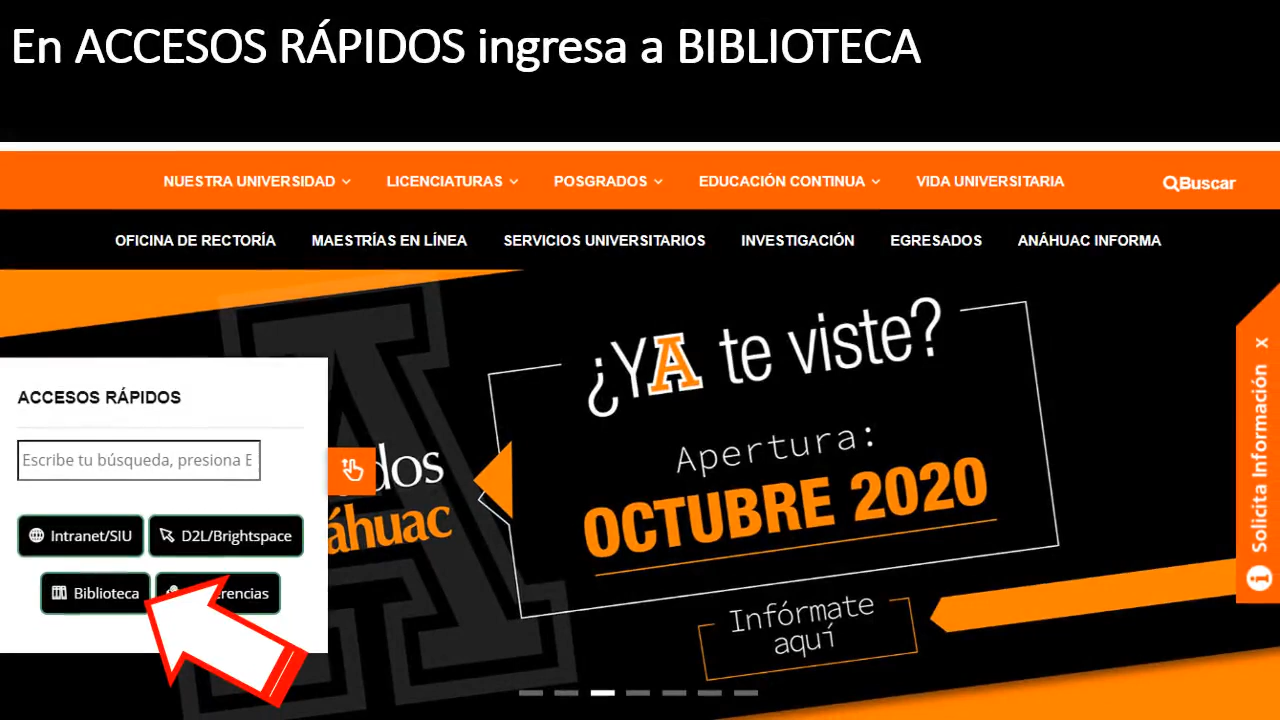 En ACCESOS RÁPIDOS ingresa a BIBLIOTECA
NUESTRA UNIVERSIDAD LICENCIATURAS POSGRADOS EDUCACIÓN CONTINUA VIDA UNIVERSITARIA Buscar
OFICINA DE RECTORÍA MAESTRÍAS EN LÍNEA SERVICIOS UNIVERSITARIOS INVESTIGACIÓN EGRESADOS ANÁHUAC INFORMA
¿YA te viste?
Apertura:
OCTUBRE 2020
Infórmate
aquí
ACCESOS RÁPIDOS
Escribe tu búsqueda, presiona E
Intranet/SIU D2L/Brightspace
Biblioteca
Solicita Información X